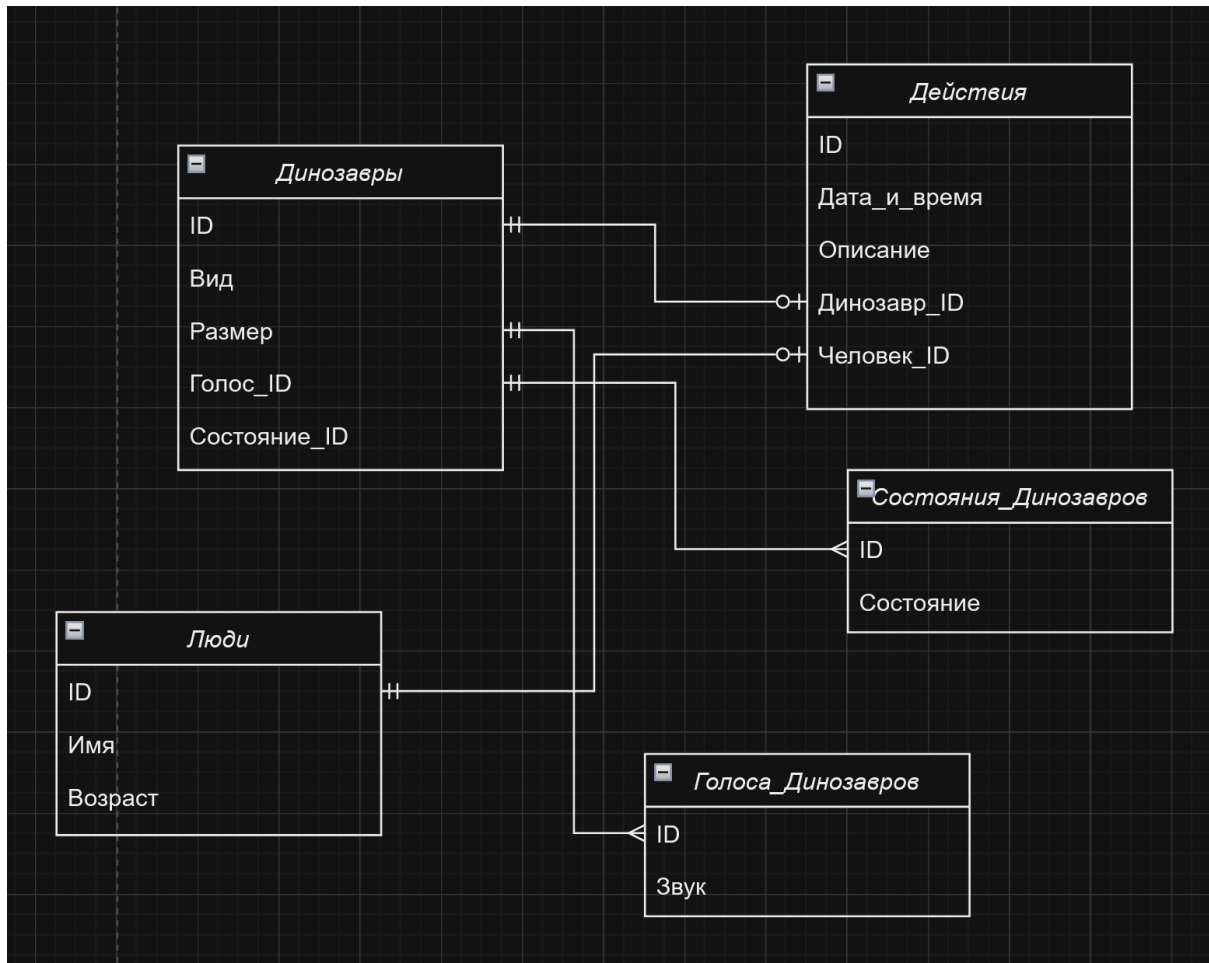 Динозавры
ID
Вид
Размер
Голос_ID
Состояние_ID
Действия
ID
Дата_и_время
Описание
Динозавр_ID
Человек_ID
Состояния_Динозавров
ID
Состояние
Люди
ID
Имя
Возраст
Голоса_Динозавров
ID
Звук